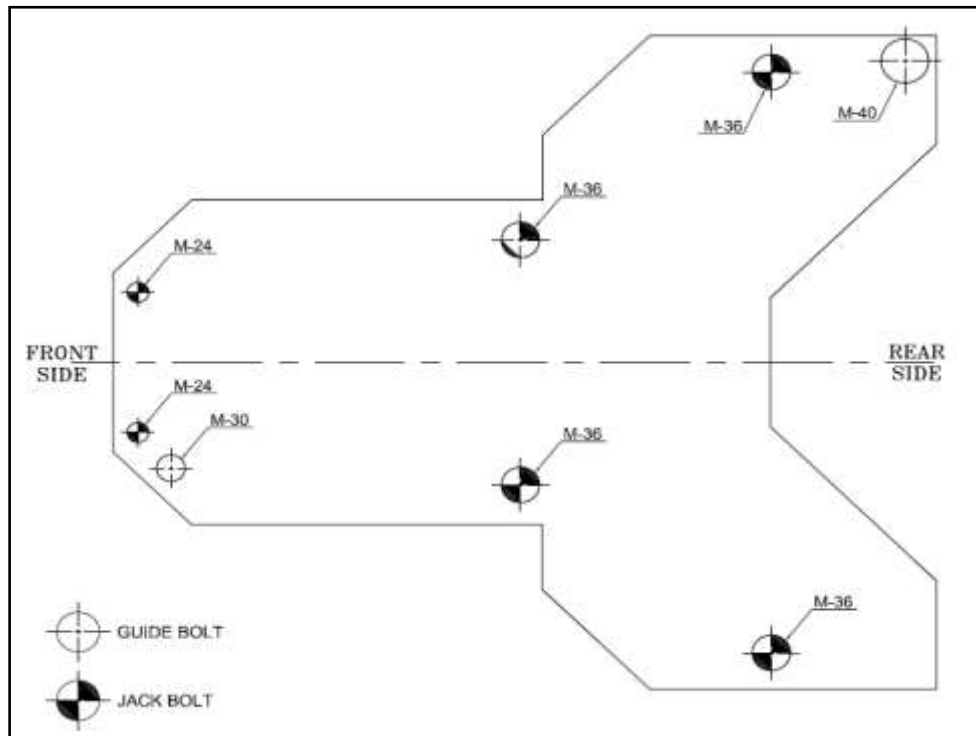 M-36
M-40
M-36
M-24
FRONT
SIDE
REAR
SIDE
M-24
M-30
M-36
M-36
GUIDE BOLT
JACK BOLT